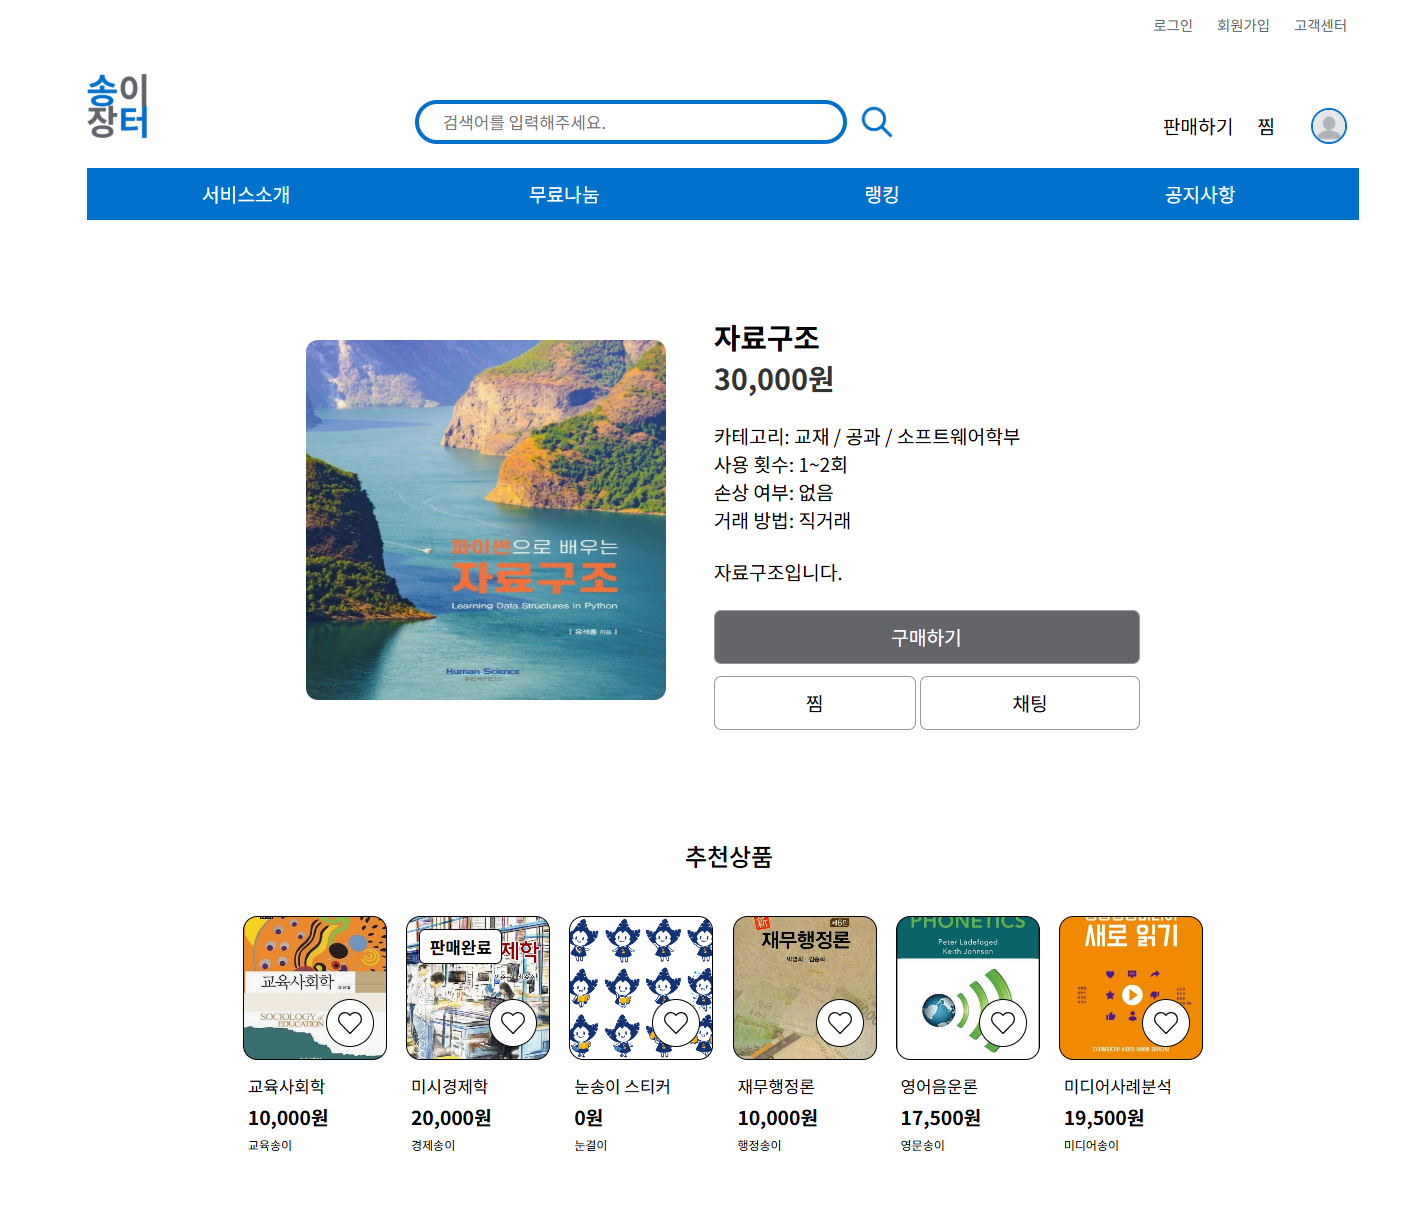 로그인 회원가입 고객센터
송이
장터
검색어를 입력해주세요.
판매하기 찜
서비스소개 무료나눔 랭킹 공지사항
자료구조
30,000원
카테고리: 교재 / 공과 / 소프트웨어학부
사용 횟수: 1~2회
손상 여부: 없음
거래 방법: 직거래
자료구조입니다.
구매하기
찜 채팅
파이썬으로 배우는
자료구조
Learning Data Structures in Python
Human Science
추천상품
교육사회학
SOCIOLOGY of
EDUCATION
판매완료
제학
재무행정론
PHONETICS
Peter Ladefoged
Keith Johnson
새로 읽기
교육사회학
10,000원
교육송이
미시경제학
20,000원
경제송이
눈송이 스티커
0원
눈결이
재무행정론
10,000원
행정송이
영어음운론
17,500원
영문송이
미디어사례분석
19,500원
미디어송이